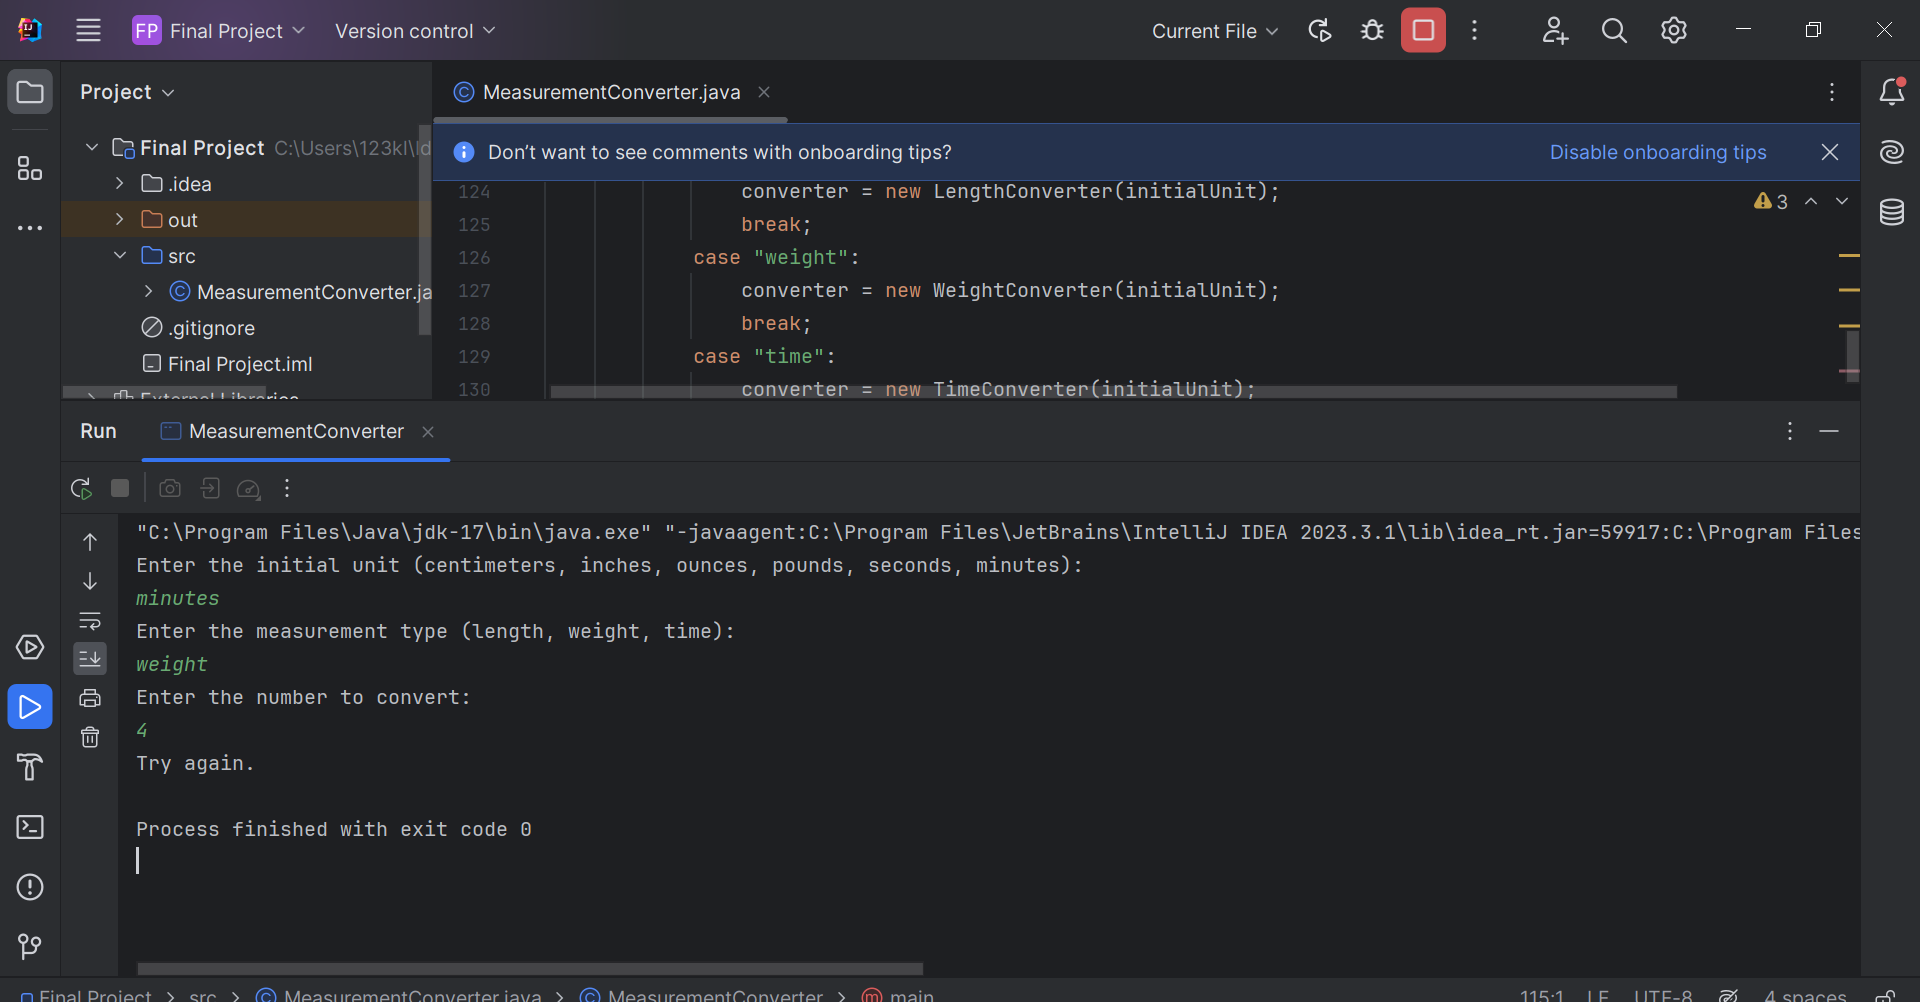 FP Final Project Version control Current File
Project
MeasurementConverter.java
Final Project C:\Users\123kl\Id
.idea
out
src
MeasurementConverter.ja
.gitignore
Final Project.iml
External Libraries
Don't want to see comments with onboarding tips? Disable onboarding tips
3
124 converter = new LengthConverter(initialUnit);
125 break;
126 case "weight":
127 converter = new WeightConverter(initialUnit);
128 break;
129 case "time":
130 converter = new TimeConverter(initialUnit);
Run MeasurementConverter
"C:\Program Files\Java\jdk-17\bin\java.exe" "-javaagent:C:\Program Files\JetBrains\IntelliJ IDEA 2023.3.1\lib\idea_rt.jar=59917:C:\Program Files
Enter the initial unit (centimeters, inches, ounces, pounds, seconds, minutes):
minutes
Enter the measurement type (length, weight, time):
weight
Enter the number to convert:
4
Try again.
Process finished with exit code 0
Final Project > src > MeasurementConverter.java > MeasurementConverter > main 115:1 LF UTF-8 4 spaces